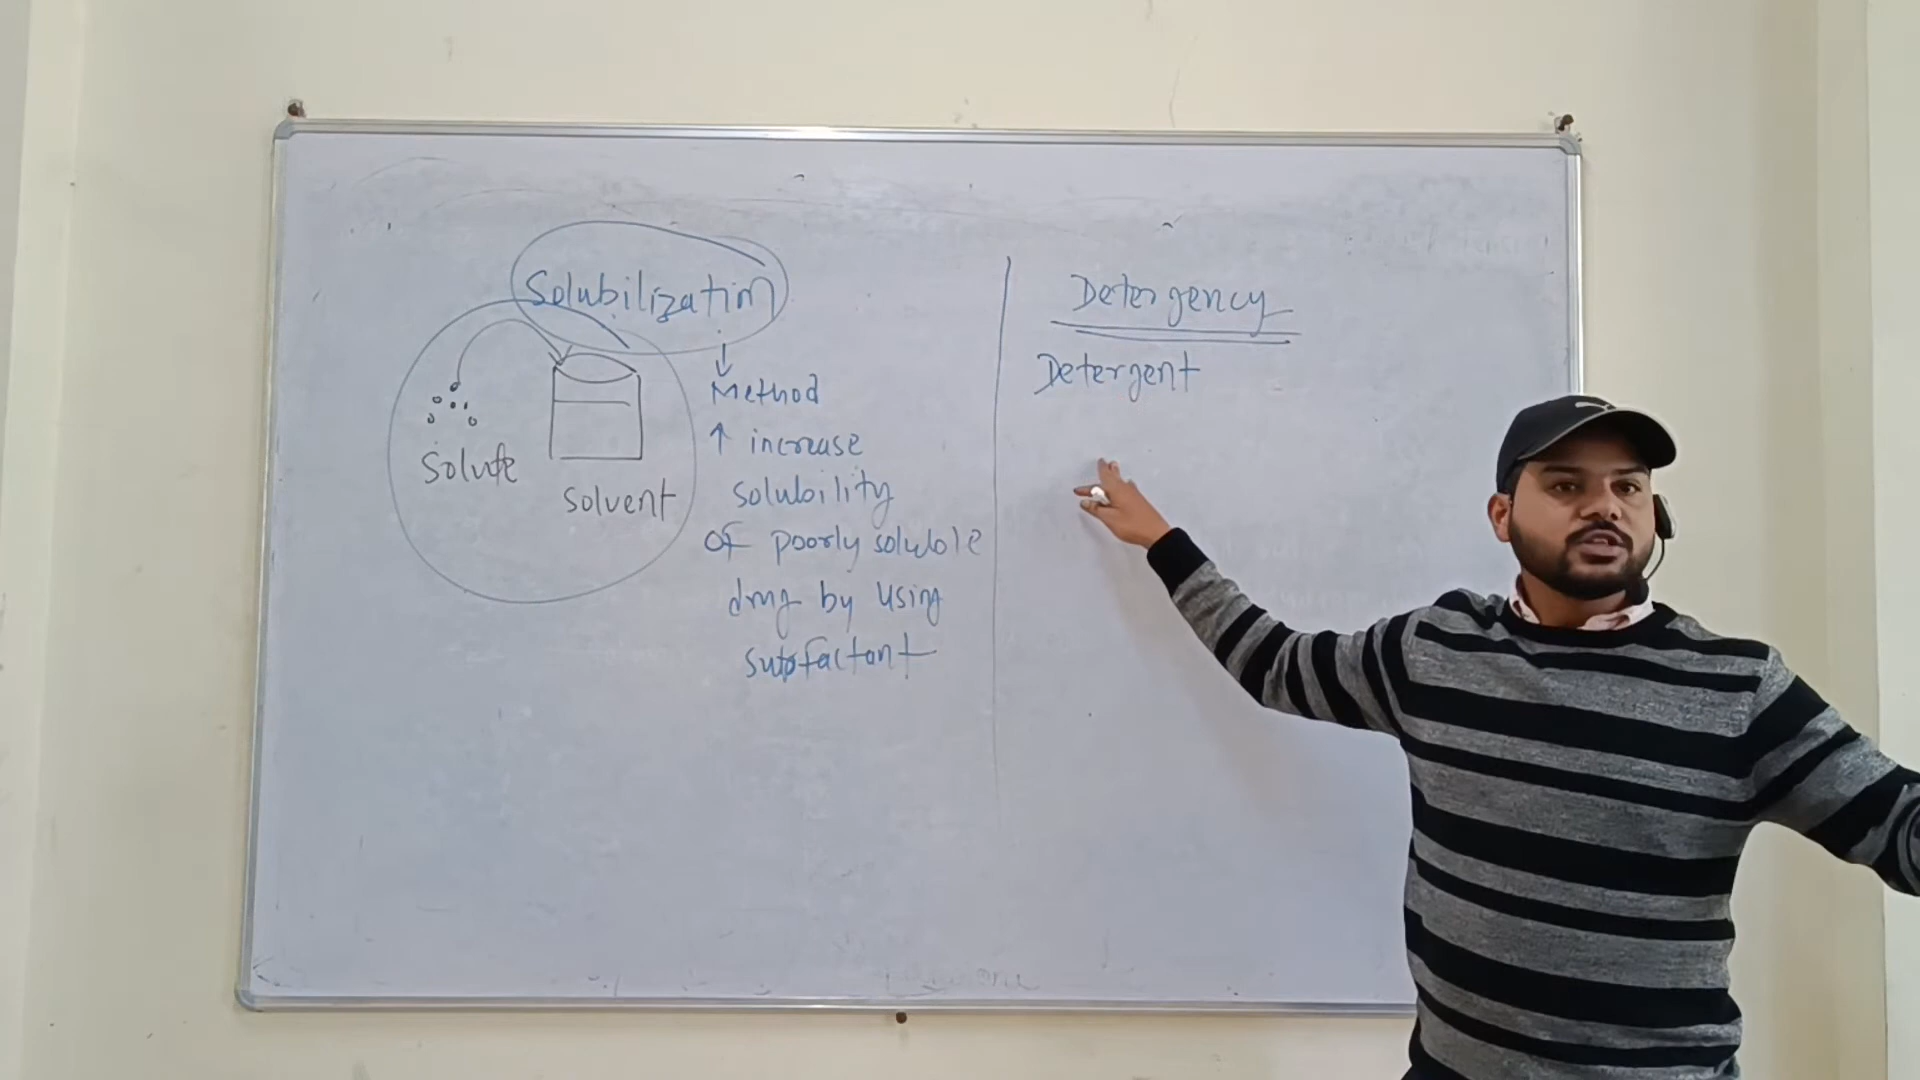 Solubilization
Solute
solvent
↓
Method
↑ increase
solubility
of poorly soluble
drug by using
surfactant
Detergency
Detergent